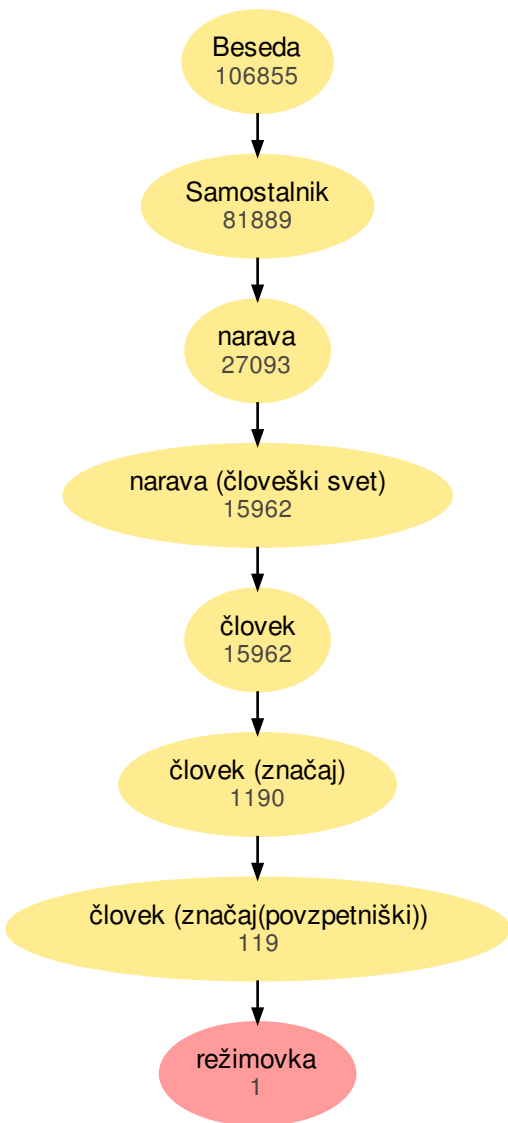 Beseda
106855
Samostalnik
81889
narava
27093
narava (človeški svet)
15962
človek
15962
človek (značaj)
1190
človek (značaj(povzpetniški))
119
režimovka
1